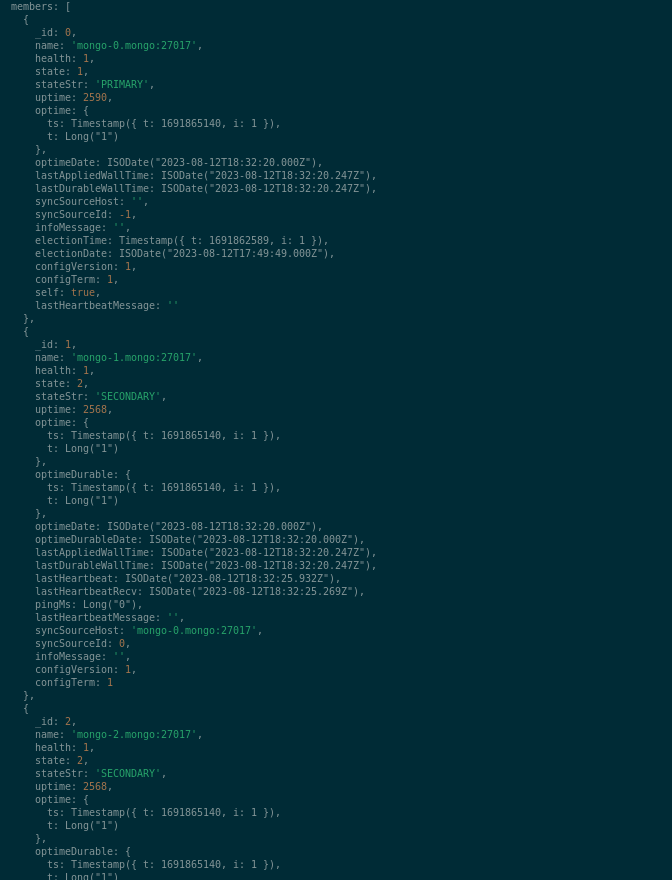 members: [
{
_id: 0,
name: 'mongo-0.mongo:27017',
health: 1,
state: 1,
stateStr: 'PRIMARY',
uptime: 2590,
optime: {
ts: Timestamp({ t: 1691865140, i: 1 }),
t: Long("1")
},
optimeDate: ISODate("2023-08-12T18:32:20.000Z"),
lastAppliedWallTime: ISODate("2023-08-12T18:32:20.247Z"),
lastDurableWallTime: ISODate("2023-08-12T18:32:20.247Z"),
syncSourceHost: '',
syncSourceId: -1,
infoMessage: '',
electionTime: Timestamp({ t: 1691862589, i: 1 }),
electionDate: ISODate("2023-08-12T17:49:49.000Z"),
configVersion: 1,
configTerm: 1,
self: true,
lastHeartbeatMessage: ''
},
{
_id: 1,
name: 'mongo-1.mongo:27017',
health: 1,
state: 2,
stateStr: 'SECONDARY',
uptime: 2568,
optime: {
ts: Timestamp({ t: 1691865140, i: 1 }),
t: Long("1")
},
optimeDurable: {
ts: Timestamp({ t: 1691865140, i: 1 }),
t: Long("1")
},
optimeDate: ISODate("2023-08-12T18:32:20.000Z"),
optimeDurableDate: ISODate("2023-08-12T18:32:20.000Z"),
lastAppliedWallTime: ISODate("2023-08-12T18:32:20.247Z"),
lastDurableWallTime: ISODate("2023-08-12T18:32:20.247Z"),
lastHeartbeat: ISODate("2023-08-12T18:32:25.932Z"),
lastHeartbeatRecv: ISODate("2023-08-12T18:32:25.269Z"),
pingMs: Long("0"),
lastHeartbeatMessage: '',
syncSourceHost: 'mongo-0.mongo:27017',
syncSourceId: 0,
infoMessage: '',
configVersion: 1,
configTerm: 1
},
{
_id: 2,
name: 'mongo-2.mongo:27017',
health: 1,
state: 2,
stateStr: 'SECONDARY',
uptime: 2568,
optime: {
ts: Timestamp({ t: 1691865140, i: 1 }),
t: Long("1")
},
optimeDurable: {
ts: Timestamp({ t: 1691865140, i: 1 }),
t: Long("1")